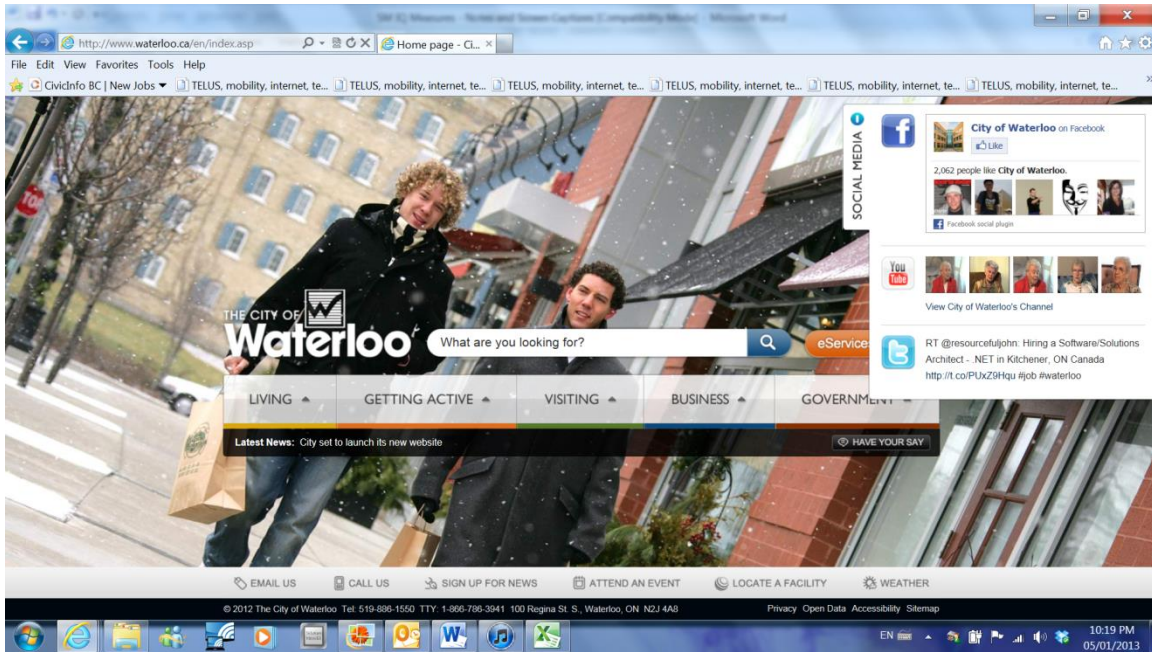 SW IQ Measures - Notes and Screen Captures [Compatibility Mode] - Microsoft Word
http://www.waterloo.ca/en/index.asp
Home page - Ci...
File Edit View Favorites Tools Help
CivicInfo BC | New Jobs
TELUS, mobility, internet, te...
TELUS, mobility, internet, te...
TELUS, mobility, internet, te...
TELUS, mobility, internet, te...
TELUS, mobility, internet, te...
TELUS, mobility, internet, te...
SOCIAL MEDIA
City of Waterloo on Facebook
Like
2,062 people like City of Waterloo.
Facebook social plugin
You
Tube
View City of Waterloo's Channel
RT @resourcefuljohn: Hiring a Software/Solutions
Architect - .NET in Kitchener, ON Canada
http://t.co/PUxZ9Hqu #job #waterloo
THE CITY OF
Waterloo
What are you looking for?
LIVING
GETTING ACTIVE
VISITING
BUSINESS
GOVERNMENT
Latest News: City set to launch its new website
HAVE YOUR SAY
EMAIL US
CALL US
SIGN UP FOR NEWS
ATTEND AN EVENT
LOCATE A FACILITY
WEATHER
© 2012 The City of Waterloo Tel: 519-886-1550 TTY: 1-866-786-3941 100 Regina St. S., Waterloo, ON N2J 4A8
Privacy Open Data Accessibility Sitemap
EN
10:19 PM
05/01/2013